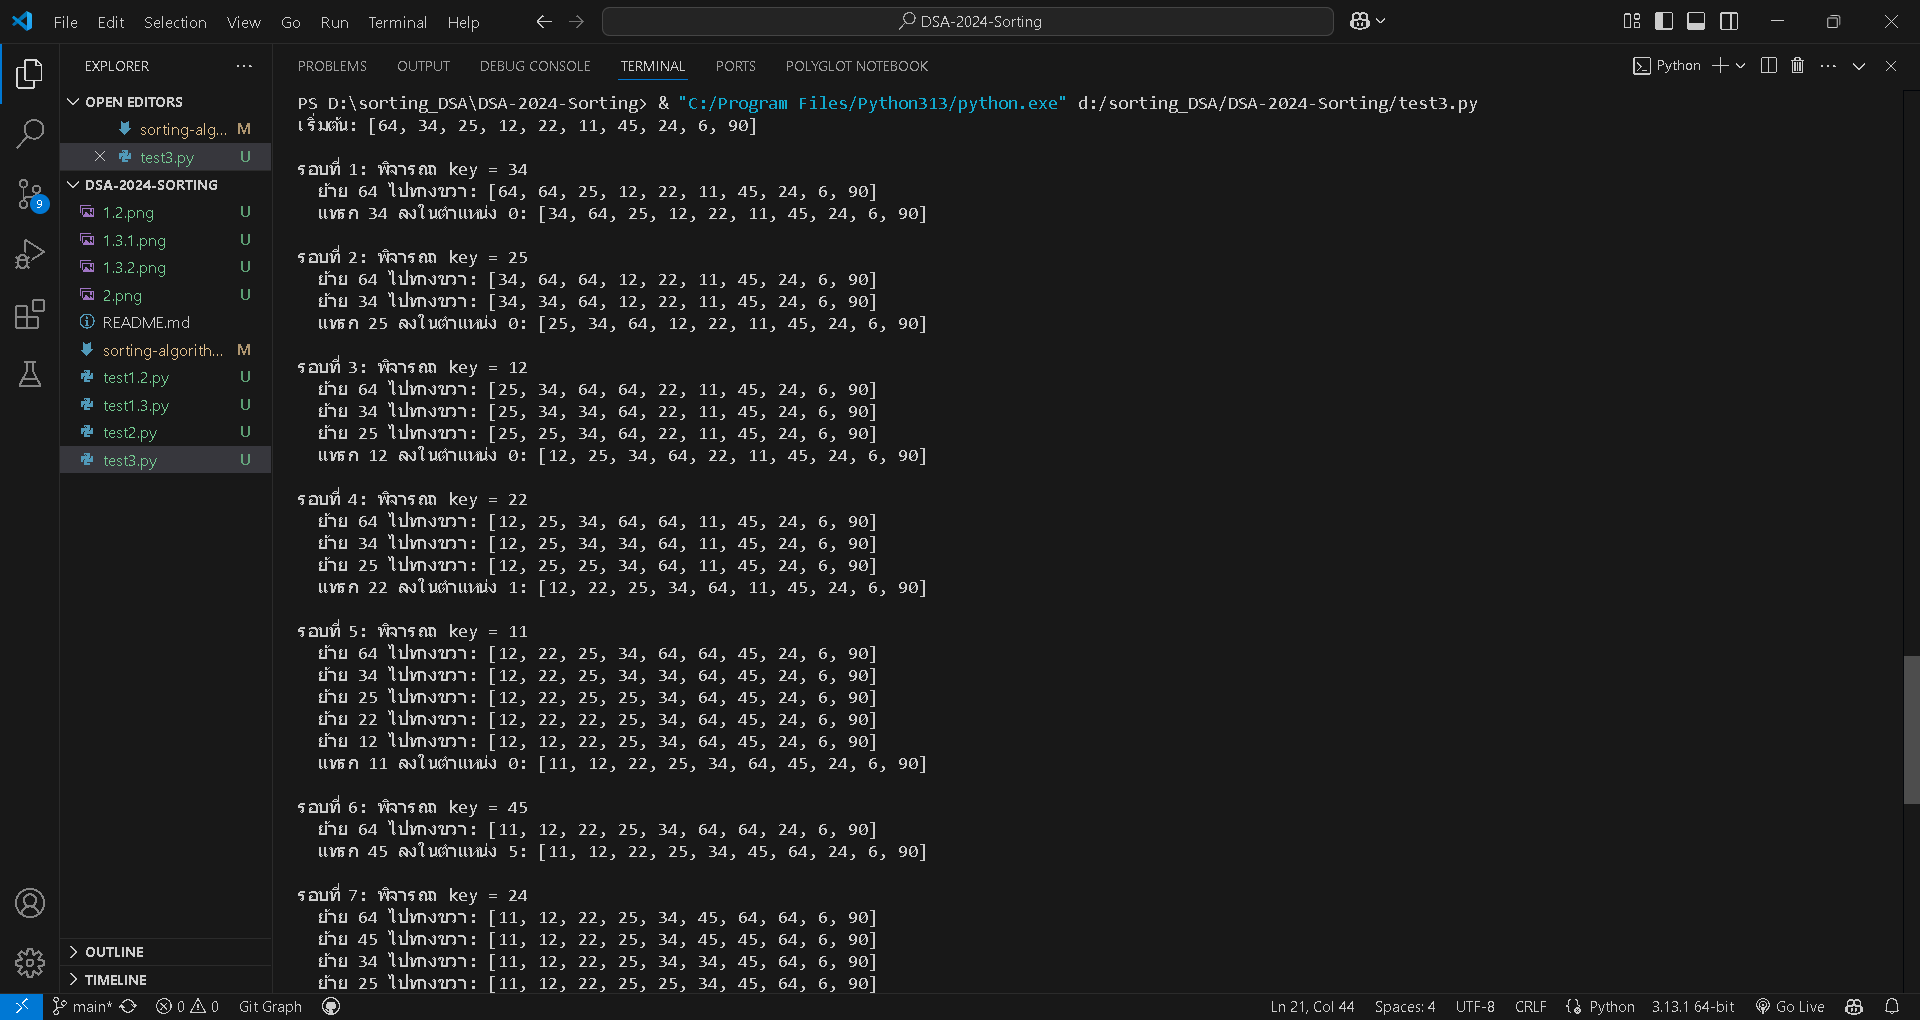 File Edit Selection View Go Run Terminal Help
DSA-2024-Sorting
EXPLORER
OPEN EDITORS
sorting-alg... M
test3.py U
DSA-2024-SORTING
1.2.png U
1.3.1.png U
1.3.2.png U
2.png U
README.md
sorting-algorith... M
test1.2.py U
test1.3.py U
test2.py U
test3.py U
OUTLINE
TIMELINE
9
PROBLEMS OUTPUT DEBUG CONSOLE TERMINAL PORTS POLYGLOT NOTEBOOK
Python
PS D:\sorting_DSA\DSA-2024-Sorting> & "C:/Program Files/Python313/python.exe" d:/sorting_DSA/DSA-2024-Sorting/test3.py
เริ่มต้น: [64, 34, 25, 12, 22, 11, 45, 24, 6, 90]
รอบที่ 1: พิจารณา key = 34
ย้าย 64 ไปทางขวา: [64, 64, 25, 12, 22, 11, 45, 24, 6, 90]
แทรก 34 ลงในตำแหน่ง 0: [34, 64, 25, 12, 22, 11, 45, 24, 6, 90]
รอบที่ 2: พิจารณา key = 25
ย้าย 64 ไปทางขวา: [34, 64, 64, 12, 22, 11, 45, 24, 6, 90]
ย้าย 34 ไปทางขวา: [34, 34, 64, 12, 22, 11, 45, 24, 6, 90]
แทรก 25 ลงในตำแหน่ง 0: [25, 34, 64, 12, 22, 11, 45, 24, 6, 90]
รอบที่ 3: พิจารณา key = 12
ย้าย 64 ไปทางขวา: [25, 34, 64, 64, 22, 11, 45, 24, 6, 90]
ย้าย 34 ไปทางขวา: [25, 34, 34, 64, 22, 11, 45, 24, 6, 90]
ย้าย 25 ไปทางขวา: [25, 25, 34, 64, 22, 11, 45, 24, 6, 90]
แทรก 12 ลงในตำแหน่ง 0: [12, 25, 34, 64, 22, 11, 45, 24, 6, 90]
รอบที่ 4: พิจารณา key = 22
ย้าย 64 ไปทางขวา: [12, 25, 34, 64, 64, 11, 45, 24, 6, 90]
ย้าย 34 ไปทางขวา: [12, 25, 34, 34, 64, 11, 45, 24, 6, 90]
ย้าย 25 ไปทางขวา: [12, 25, 25, 34, 64, 11, 45, 24, 6, 90]
แทรก 22 ลงในตำแหน่ง 1: [12, 22, 25, 34, 64, 11, 45, 24, 6, 90]
รอบที่ 5: พิจารณา key = 11
ย้าย 64 ไปทางขวา: [12, 22, 25, 34, 64, 64, 45, 24, 6, 90]
ย้าย 34 ไปทางขวา: [12, 22, 25, 34, 34, 64, 45, 24, 6, 90]
ย้าย 25 ไปทางขวา: [12, 22, 25, 25, 34, 64, 45, 24, 6, 90]
ย้าย 22 ไปทางขวา: [12, 22, 22, 25, 34, 64, 45, 24, 6, 90]
ย้าย 12 ไปทางขวา: [12, 12, 22, 25, 34, 64, 45, 24, 6, 90]
แทรก 11 ลงในตำแหน่ง 0: [11, 12, 22, 25, 34, 64, 45, 24, 6, 90]
รอบที่ 6: พิจารณา key = 45
ย้าย 64 ไปทางขวา: [11, 12, 22, 25, 34, 64, 64, 24, 6, 90]
แทรก 45 ลงในตำแหน่ง 5: [11, 12, 22, 25, 34, 45, 64, 24, 6, 90]
รอบที่ 7: พิจารณา key = 24
ย้าย 64 ไปทางขวา: [11, 12, 22, 25, 34, 45, 64, 64, 6, 90]
ย้าย 45 ไปทางขวา: [11, 12, 22, 25, 34, 45, 45, 64, 6, 90]
ย้าย 34 ไปทางขวา: [11, 12, 22, 25, 34, 34, 45, 64, 6, 90]
ย้าย 25 ไปทางขวา: [11, 12, 22, 25, 25, 34, 45, 64, 6, 90]
main* 0 0 Git Graph Ln 21, Col 44 Spaces: 4 UTF-8 CRLF Python 3.13.1 64-bit Go Live